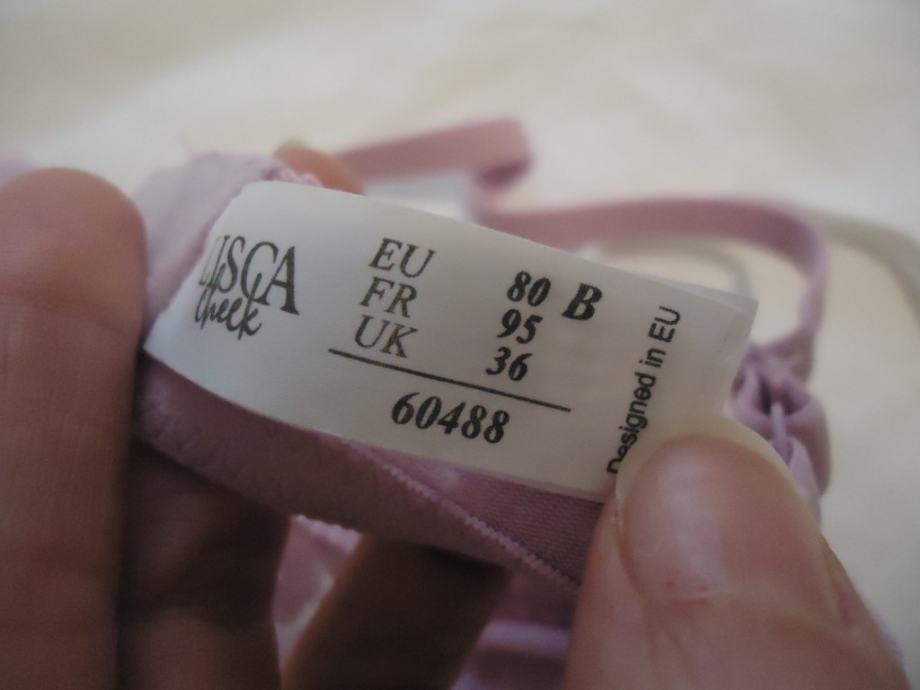 LISCA
Cheek
EU 80 B
FR 95
UK 36
60488
Designed in EU